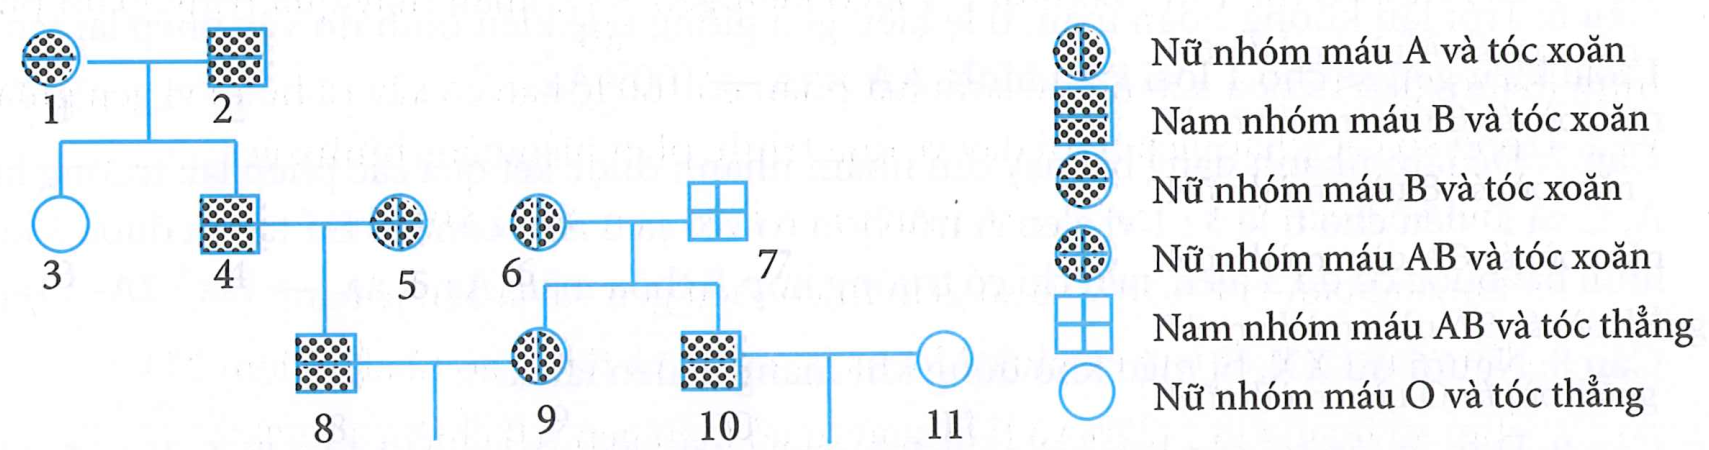 1
2
3
4
5
6
7
8
9
10
11
Nữ nhóm máu A và tóc xoăn
Nam nhóm máu B và tóc xoăn
Nữ nhóm máu B và tóc xoăn
Nữ nhóm máu AB và tóc xoăn
Nam nhóm máu AB và tóc thẳng
Nữ nhóm máu O và tóc thẳng